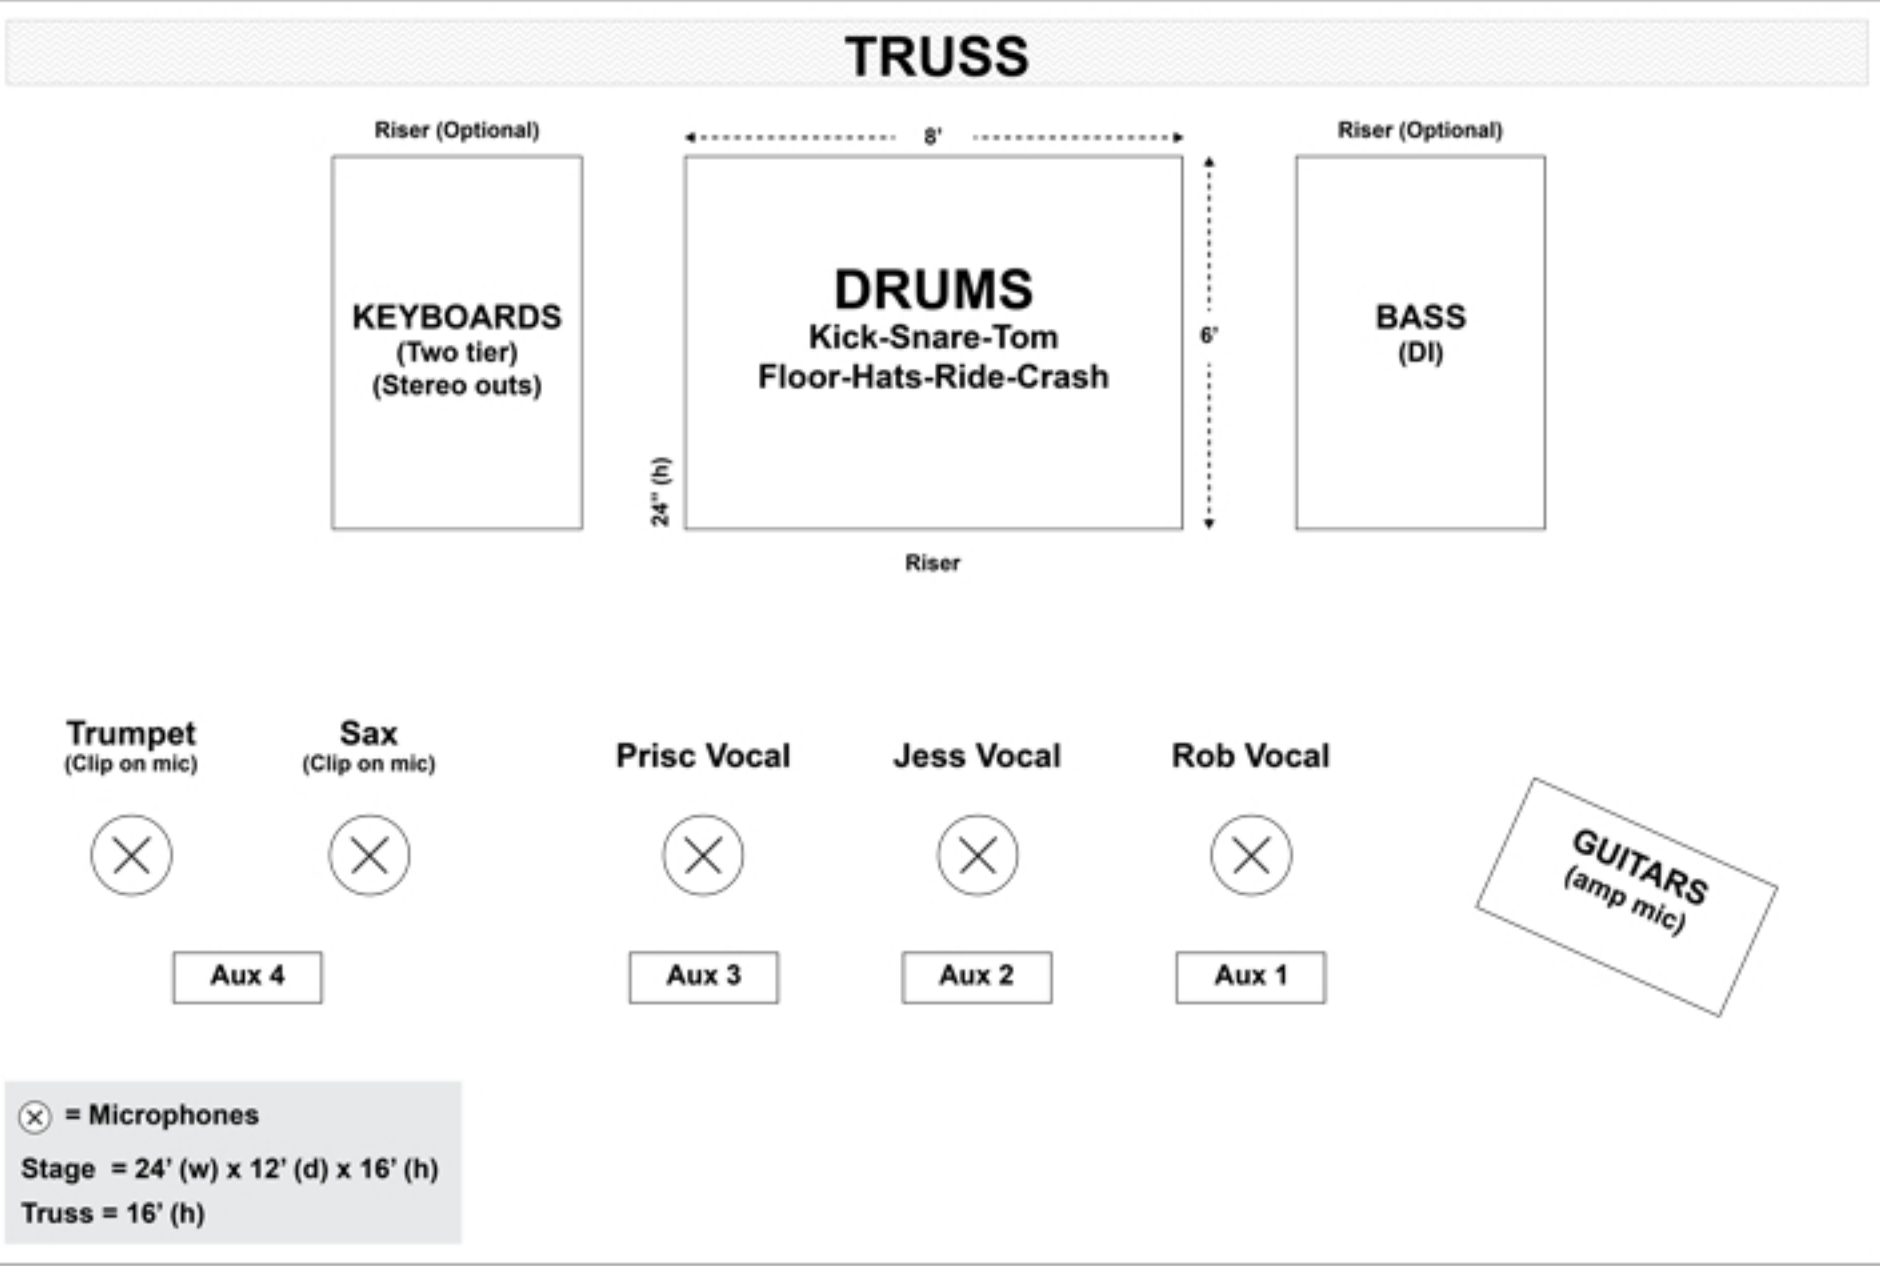 TRUSS
Riser (Optional)
8’
Riser (Optional)
KEYBOARDS
(Two tier)
(Stereo outs)
DRUMS
Kick-Snare-Tom
Floor-Hats-Ride-Crash
6’
BASS
(DI)
24" (h)
Riser
Trumpet
(Clip on mic)
Sax
(Clip on mic)
Prisc Vocal
Jess Vocal
Rob Vocal
GUITARS
(amp mic)
Aux 4
Aux 3
Aux 2
Aux 1
= Microphones
Stage = 24’ (w) x 12’ (d) x 16’ (h)
Truss = 16’ (h)